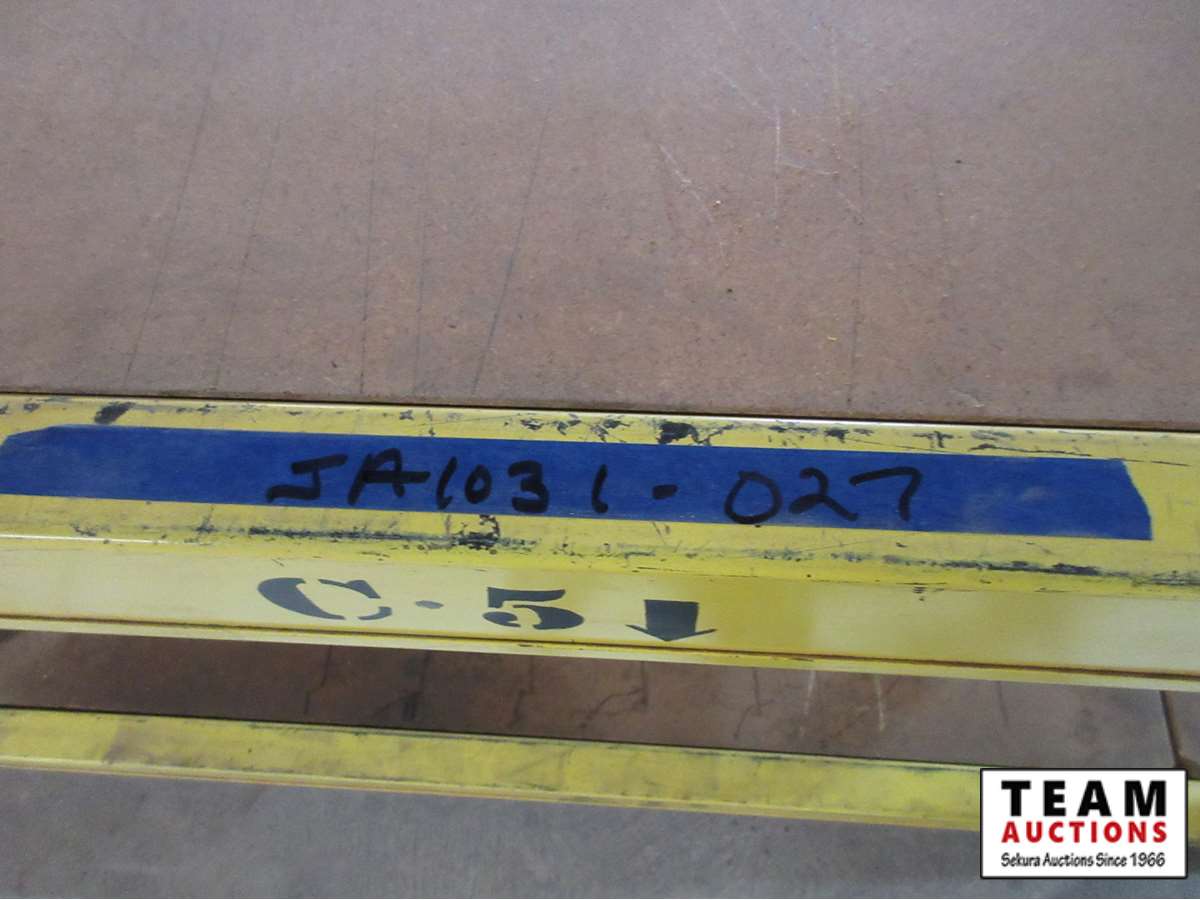 JA1031-027
C·5
TEAM
AUCTIONS
Sekura Auctions Since 1966